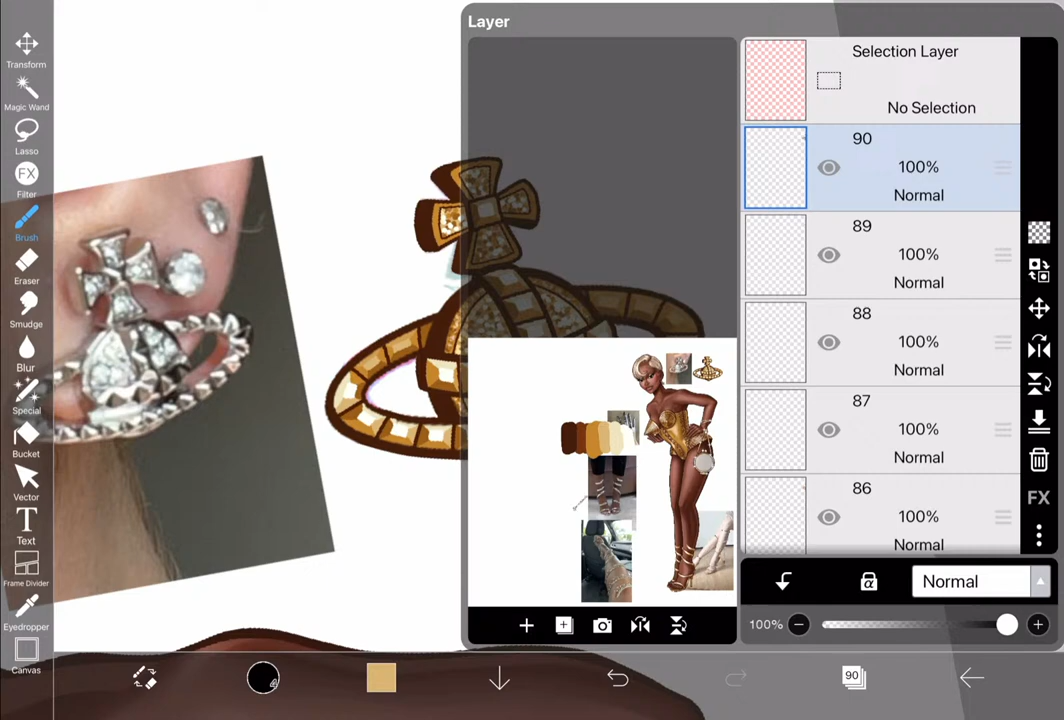 Layer
Transform
Magic Wand
Lasso
FX
Filter
Brush
Eraser
Smudge
Blur
Special
Bucket
Vector
T
Text
Frame Divider
Eyedropper
Canvas
Selection Layer
No Selection
90
100%
Normal
89
100%
Normal
88
100%
Normal
87
100%
Normal
86
100%
Normal
FX
α
Normal
100%
90